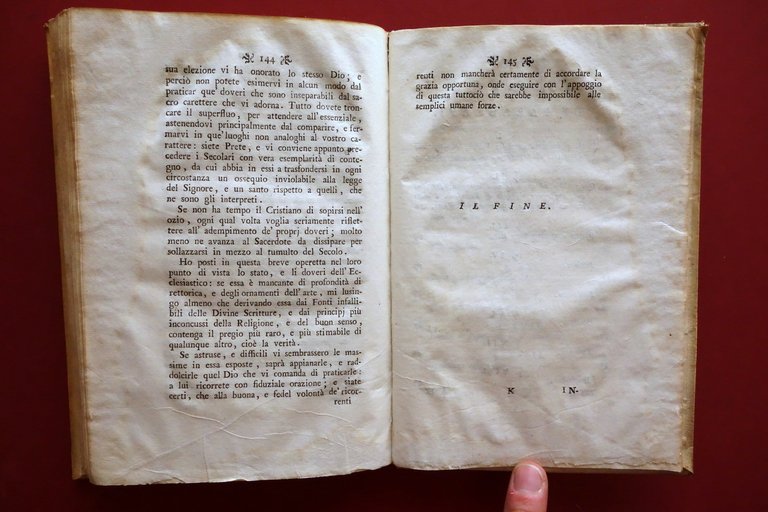 144
sua elezione vi ha onorato lo stesso Dio; e
perciò non potete esimervi in alcun modo dal
praticar que' doveri che sono inseparabili dal sa-
cro carettere che vi adorna. Tutto dovete tron-
care il superfluo, per attendere all'essenziale,
astenendovi principalmente dal comparire, e fer-
marvi in que' luoghi non analoghi al vostro ca-
rattere: siete Prete, e vi conviene appunto pre-
cedere i Secolari con vera esemplarità di conte-
gno, da cui abbia in essi a trasfondersi in ogni
circostanza un ossequio inviolabile alla legge
del Signore, e un santo rispetto a quelli, che
ne sono gli interpreti.
Se non ha tempo il Cristiano di sopirsi nell'
ozio, ogni qual volta voglia seriamente riflet-
tere all' adempimento de' proprj doveri; molto
meno ne avanza al Sacerdote da dissipare per
sollazzarsi in mezzo al tumulto del Secolo.
Ho posti in questa breve operetta nel loro
punto di vista lo stato, e li doveri dell' Ec-
clesiastico: se essa è mancante di profondità di
rettorica, e degli ornamenti dell'arte, mi lusin-
go almeno che derivando essa dai Fonti infalli-
bili delle Divine Scritture, e dai principj più
inconcussi della Religione, e del buon senso,
contenga il pregio più raro, e più stimabile di
qualunque altro, cioè la verità.
Se astruse, e difficili vi sembrassero le mas-
sime in essa esposte, saprà appianarle, e rad-
dolcirle quel Dio che vi comanda di praticarle:
a lui ricorrete con fiduziale orazione; e siate
certi, che alla buona, e fedel volontà de' ricor-
renti
145
renti non mancherà certamente di accordare la
grazia opportuna, onde eseguire con l'appoggio
di questa tuttociò che sarebbe impossibile alle
semplici umane forze.
IL FINE.
K IN-